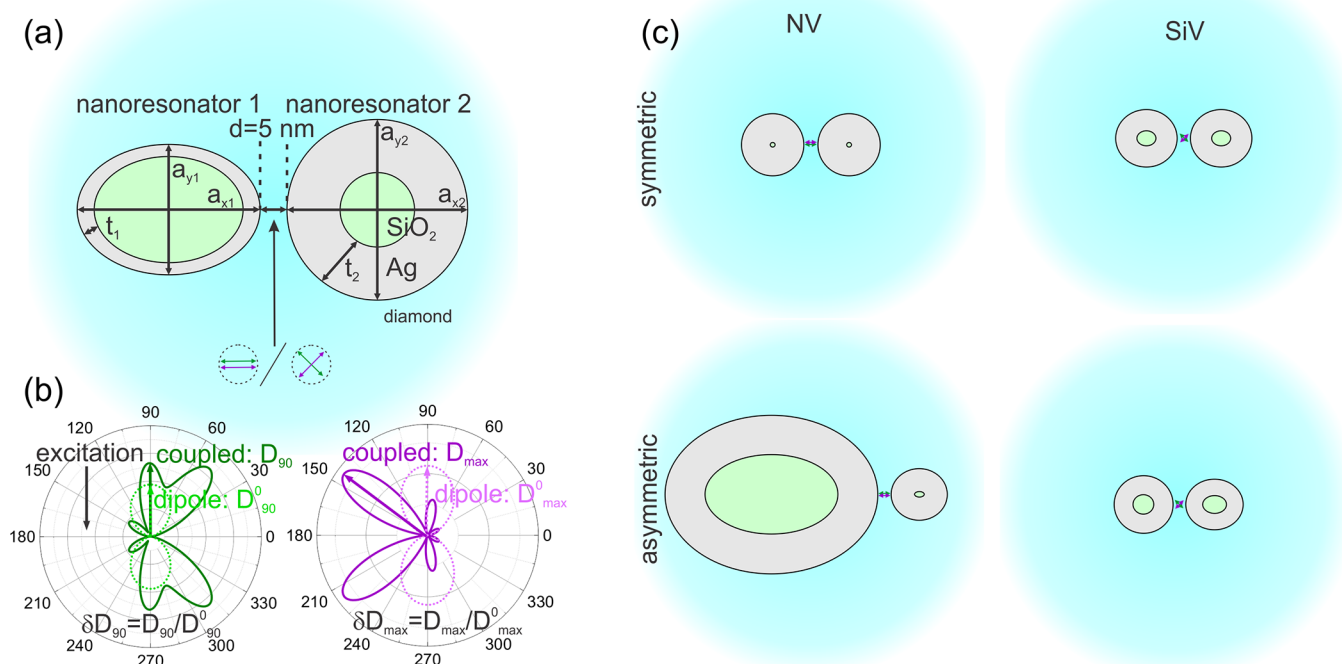 (a)
nanoresonator 1
nanoresonator 2
d=5 nm
a_y1
a_x1
t_1
a_y2
a_x2
SiO_2
t_2
Ag
diamond
(b)
90
120
60
excitation
coupled: D_90
150
30
dipole: D^0_90
180
0
210
330
δD_90=D_90/D^0_90
240
300
270
90
120
60
coupled: D_max
150
30
dipole: D^0_max
180
0
210
330
δD_max=D_max/D^0_max
240
300
270
(c)
NV
SiV
symmetric
asymmetric